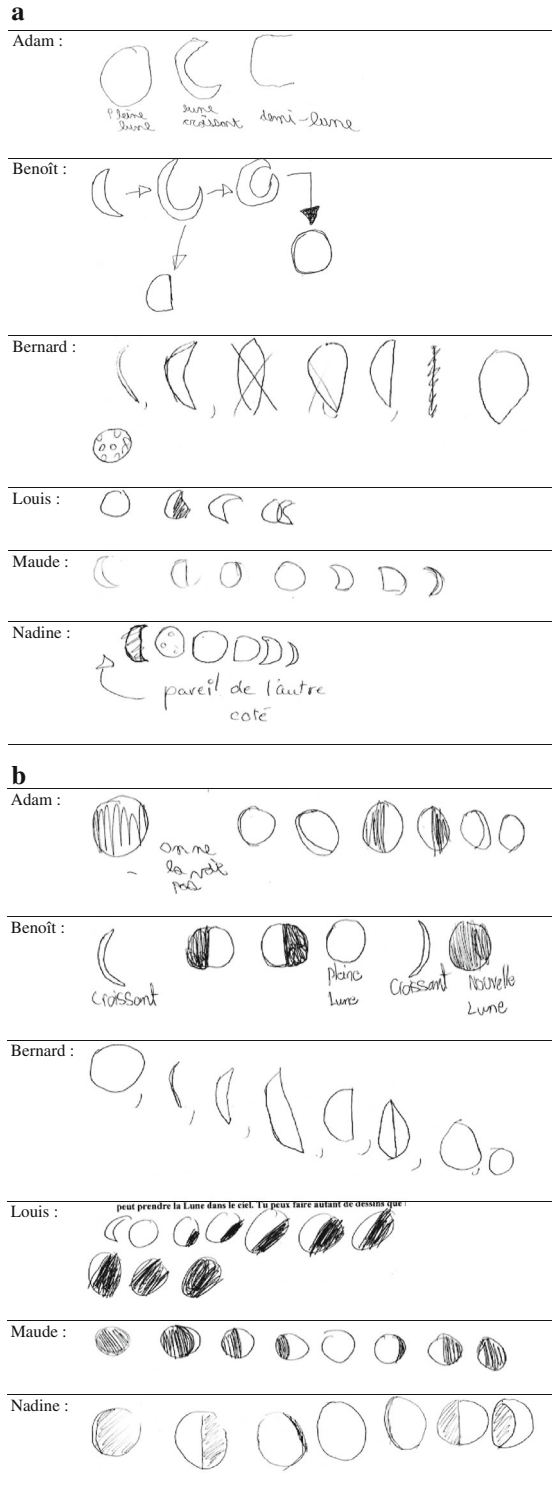 a
Adam :
Pleine
lune
lune
croissant
demi-lune
Benoît :
Bernard :
Louis :
Maude :
Nadine :
pareil de l'autre
coté
b
Adam :
on ne
la voit
pas
Benoît :
Croissant
Pleine
Lune
Croissant
Nouvelle
Lune
Bernard :
Louis :
peut prendre la Lune dans le ciel. Tu peux faire autant de dessins que
Maude :
Nadine :